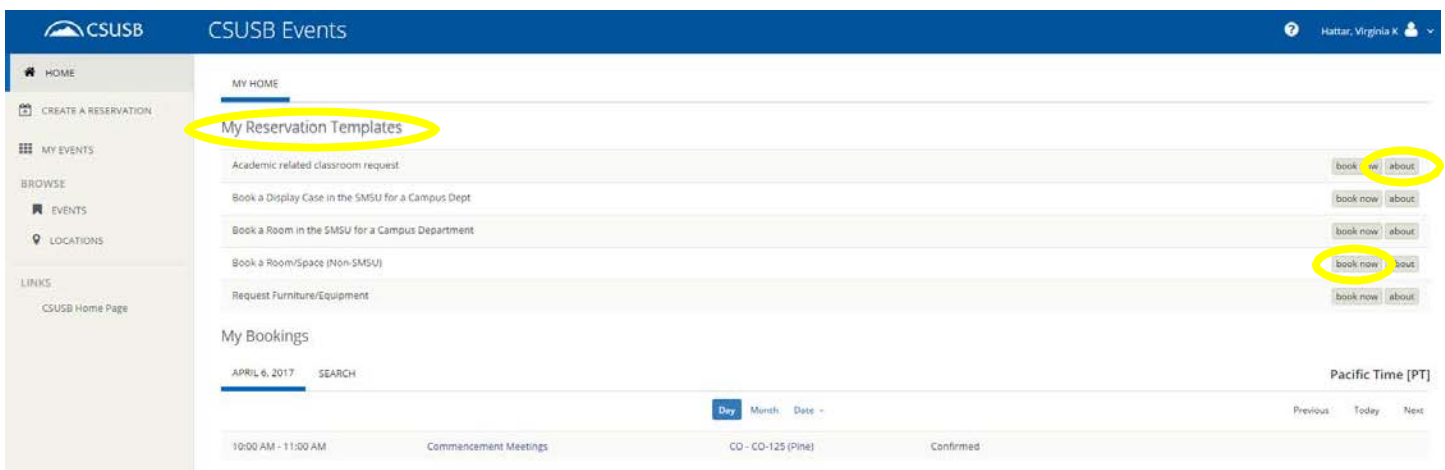 CSUSB CSUSB Events Hattar, Virginia K
HOME
MY HOME
CREATE A RESERVATION
My Reservation Templates
MY EVENTS
Academic related classroom request book now about
BROWSE
Book a Display Case in the SMSU for a Campus Dept book now about
EVENTS
Book a Room in the SMSU for a Campus Department book now about
LOCATIONS
Book a Room/Space (Non-SMSU) book now about
LINKS
Request Furniture/Equipment book now about
CSUSB Home Page
My Bookings
APRIL 6, 2017 SEARCH Pacific Time [PT]
Day Month Date Previous Today Next
10:00 AM - 11:00 AM Commencement Meetings CO - CO-125 (Pine) Confirmed